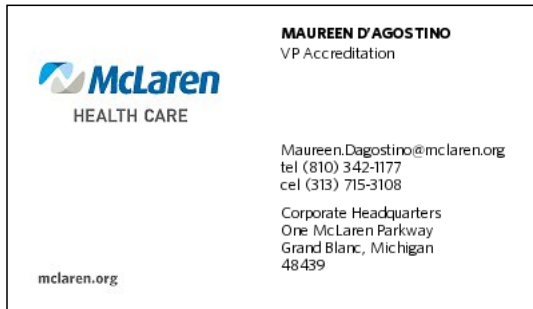 McLaren
HEALTH CARE
mclaren.org
MAUREEN D'AGOSTINO
VP Accreditation
Maureen.Dagostino@mclaren.org
tel (810) 342-1177
cel (313) 715-3108
Corporate Headquarters
One McLaren Parkway
Grand Blanc, Michigan
48439